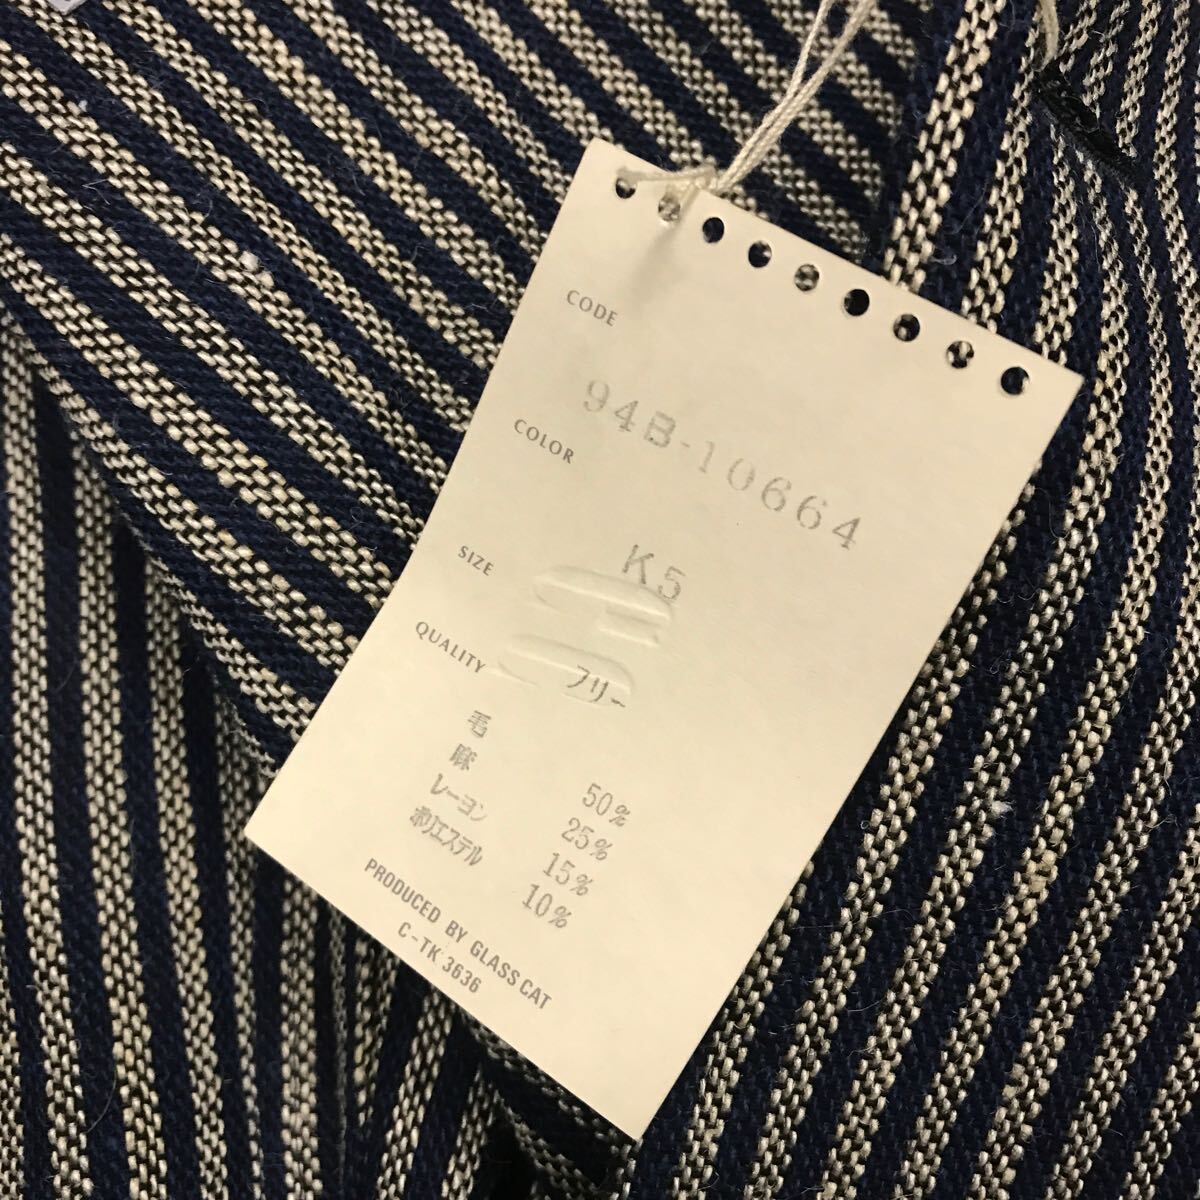 CODE
94B-10664
COLOR
K5
SIZE
フリー
QUALITY
毛 50%
麻 25%
レーヨン 15%
ポリエステル 10%
PRODUCED BY GLASS CAT
C-TK 3636